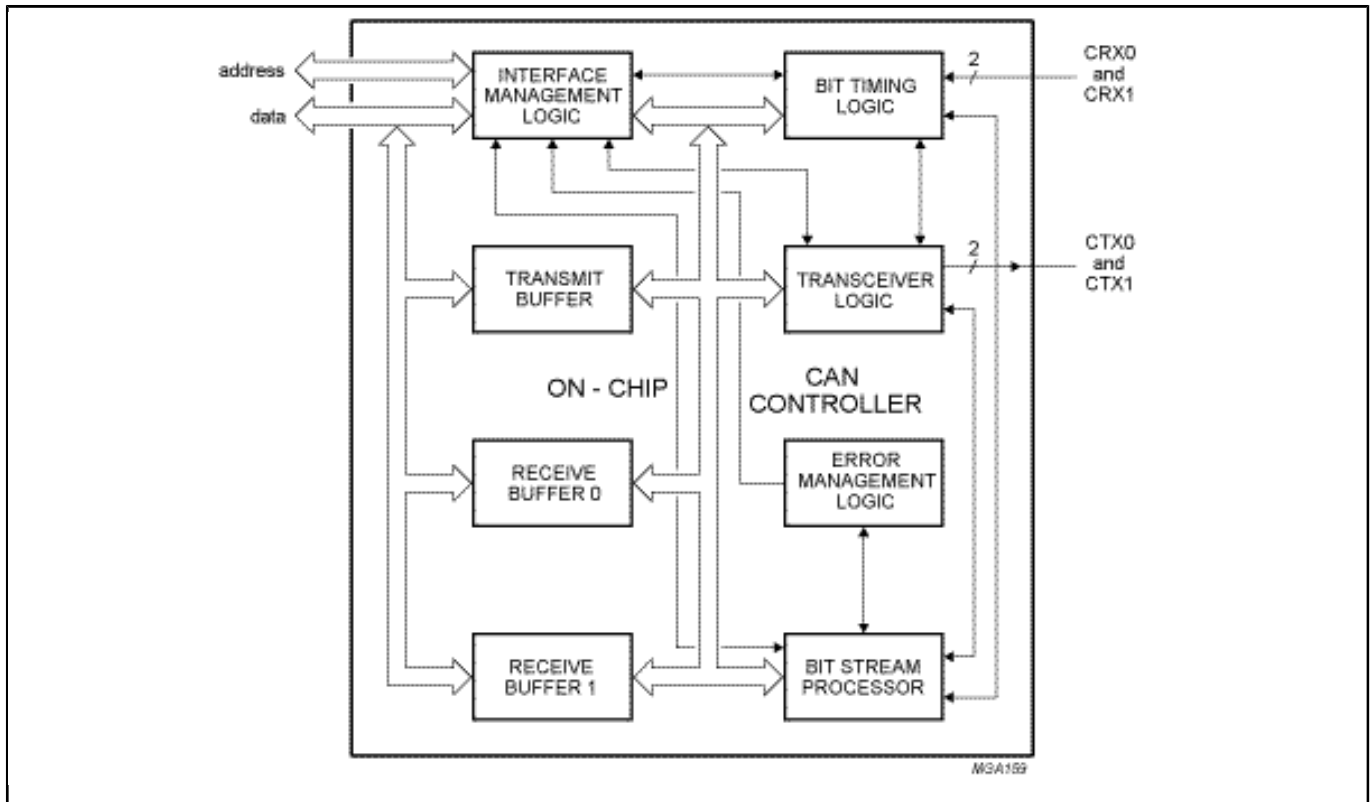 address
data
INTERFACE
MANAGEMENT
LOGIC
BIT TIMING
LOGIC
2
CRX0
and
CRX1
TRANSMIT
BUFFER
TRANSCEIVER
LOGIC
2
CTX0
and
CTX1
ON - CHIP
CAN
CONTROLLER
RECEIVE
BUFFER 0
ERROR
MANAGEMENT
LOGIC
RECEIVE
BUFFER 1
BIT STREAM
PROCESSOR
MGA159